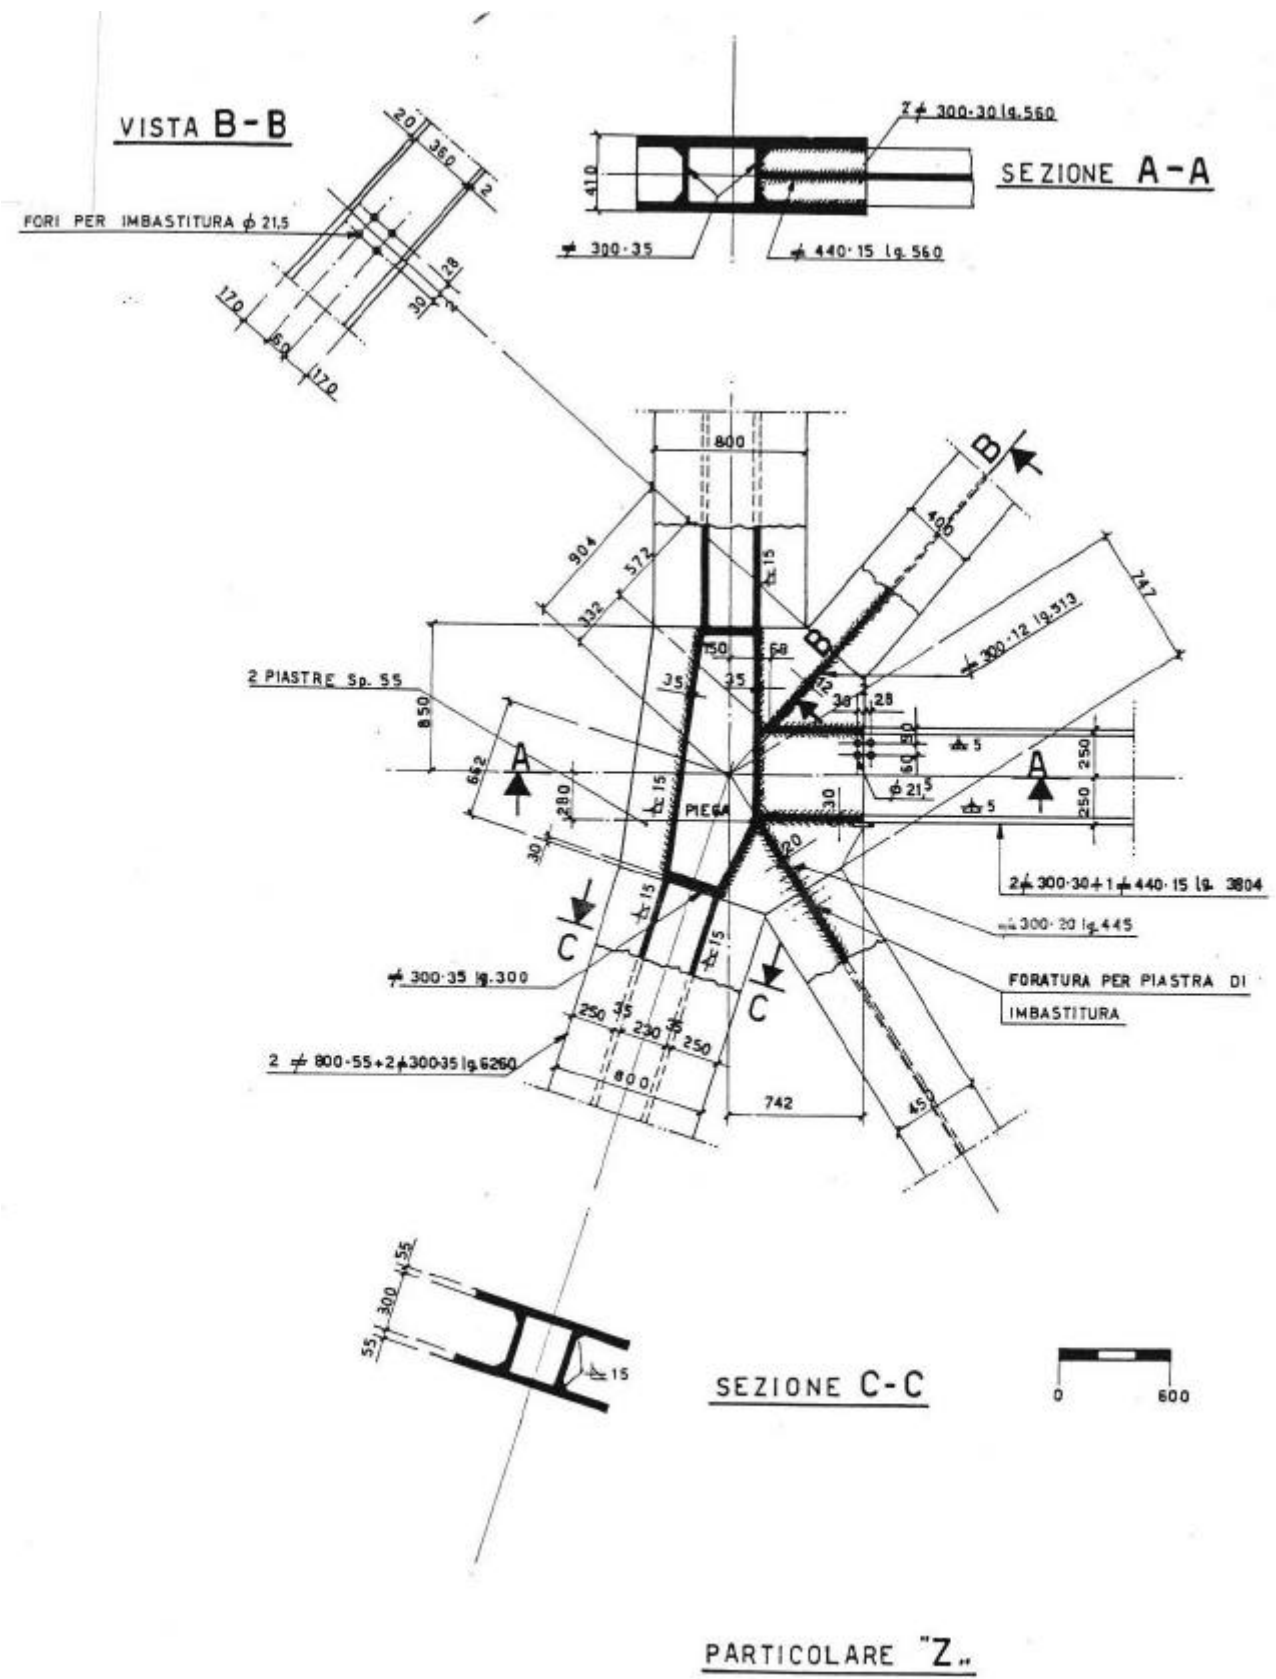 VISTA B-B
20
360
2
FORI PER IMBASTITURA ϕ 21,5
28
30
2
170
60
170
2 ≠ 300·30 lg.560
410
SEZIONE A-A
≠ 300·35
≠ 440·15 lg.560
800
B
400
904
572
332
15
747
≠ 300·12 lg.513
B
150
68
2 PIASTRE Sp. 55
35
35
12
28
850
5
250
662
A
60
A
280
15
ϕ 21,5
PIEGA
30
5
250
30
20
2 ≠ 300·30+1 ≠ 440·15 lg. 3804
15
C
300·20 lg.445
15
≠ 300·35 lg.300
C
FORATURA PER PIASTRA DI
IMBASTITURA
250
35
230
35
250
2 ≠ 800·55+2 ≠ 300·35 lg.6260
800
742
55
300
55
15
SEZIONE C-C
0
600
PARTICOLARE "Z"